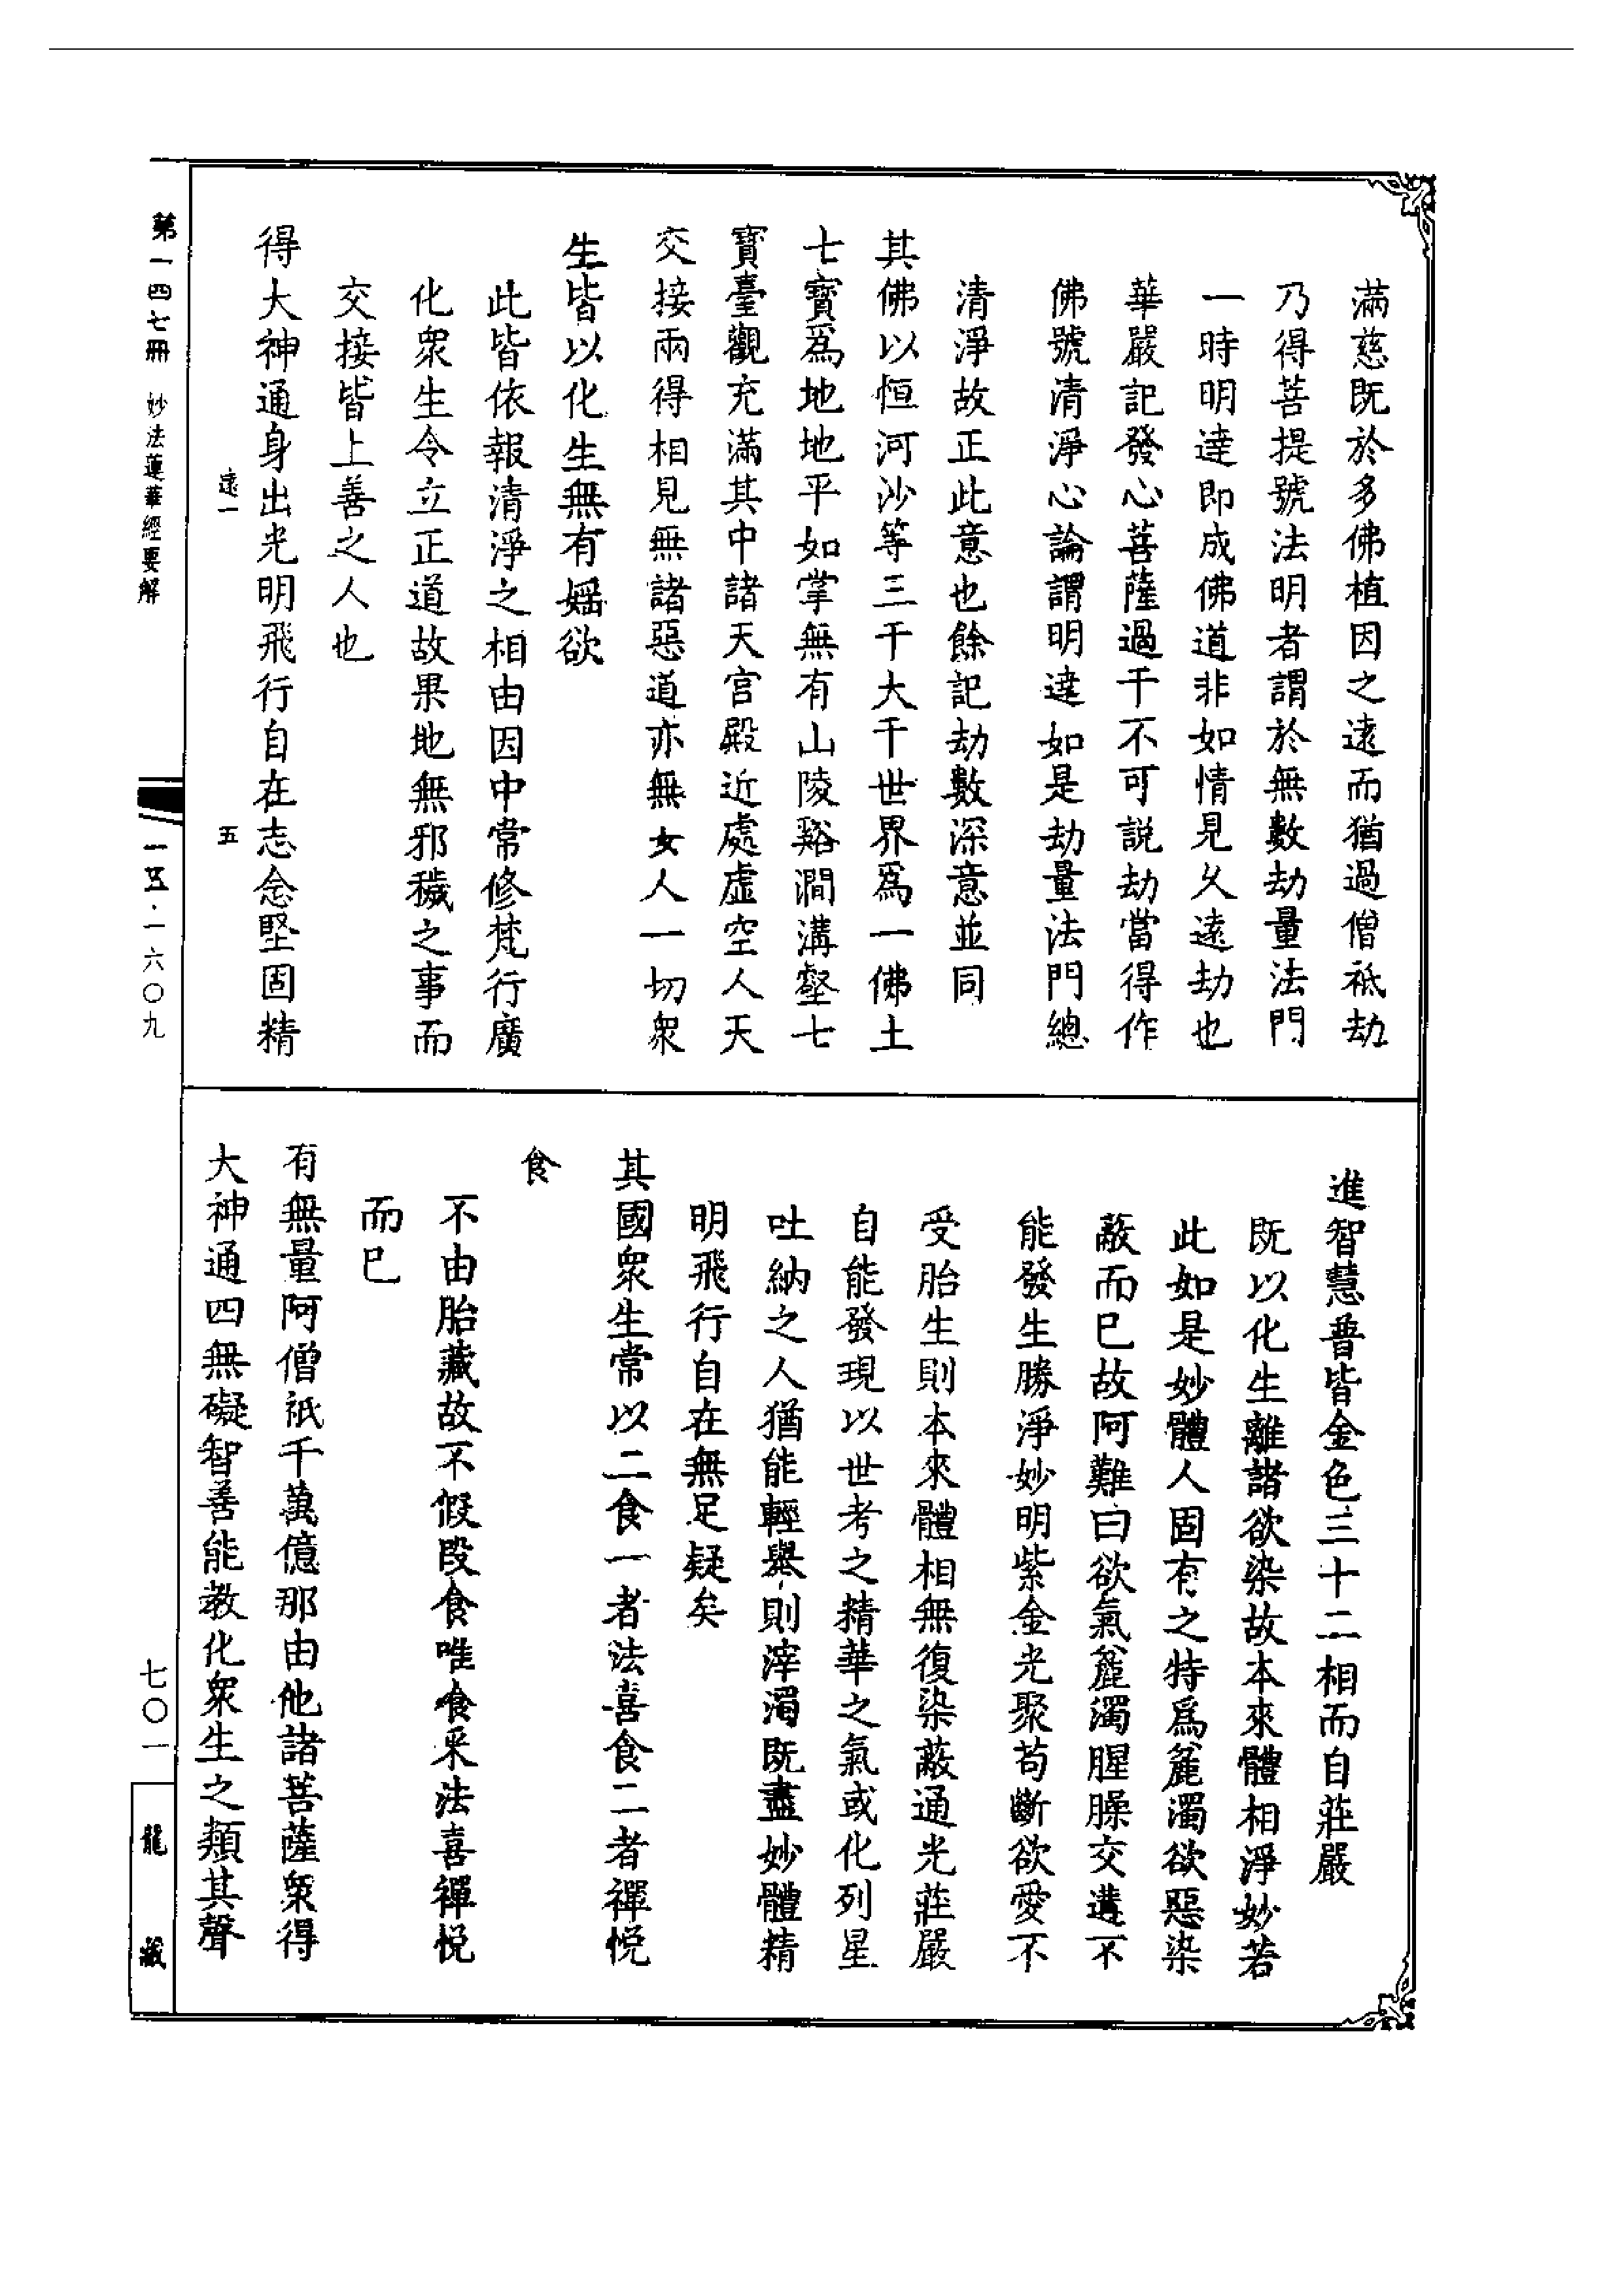 滿慈既於多佛植因之遠而猶過僧祇劫
乃得菩提號法明者謂於無數劫量法門
一時明達即成佛道非如情見久遠劫也
華嚴記發心菩薩過千不可說劫當得作
佛號清淨心論謂明達如是劫量法門總
清淨故正此意也餘記劫數深意並同
其佛以恒河沙等三千大千世界爲一佛土
七寶爲地地平如掌無有山陵谿澗溝壑七
寶臺觀充滿其中諸天宮殿近處虛空人天
交接兩得相見無諸惡道亦無女人一切衆
生皆以化生無有婬欲
此皆依報清淨之相由因中常修梵行廣
化衆生令立正道故果地無邪穢之事而
交接皆上善之人也
得大神通身出光明飛行自在志念堅固精
遠一
五
進智慧普皆金色三十二相而自莊嚴
既以化生離諸欲染故本來體相淨妙若
此如是妙體人固有之特爲麄濁欲惡染
蔽而已故阿難曰欲氣麄濁腥臊交遘不
能發生勝淨妙明紫金光聚苟斷欲愛不
受胎生則本來體相無復染蔽通光莊嚴
自能發現以世考之精華之氣或化列星
吐納之人猶能輕舉則滓濁既盡妙體精
明飛行自在無足疑矣
其國衆生常以二食一者法喜食二者禪悅
食
不由胎藏故不假段食唯食采法喜禪悅
而已
有無量阿僧祇千萬億那由他諸菩薩衆得
大神通四無礙智善能教化衆生之類其聲
第一四七冊 妙法蓮華經要解
一五·一六〇九
七〇一
龍藏